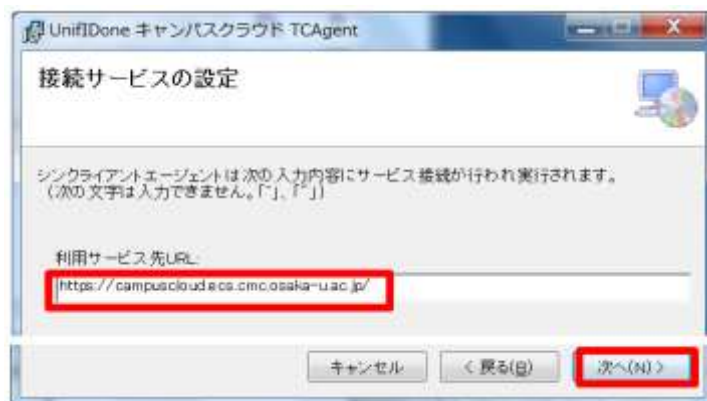 UnifIDone キャンパスクラウド TCAgent
接続サービスの設定
シンクライアントエージェントは次の入力内容にサービス接続が行われ実行されます。
(次の文字は入力できません。「~」、「^」)
利用サービス先URL:
https://campuscloud.ecs.cmc.osaka-u.ac.jp/
キャンセル
< 戻る(B)
次へ(N) >